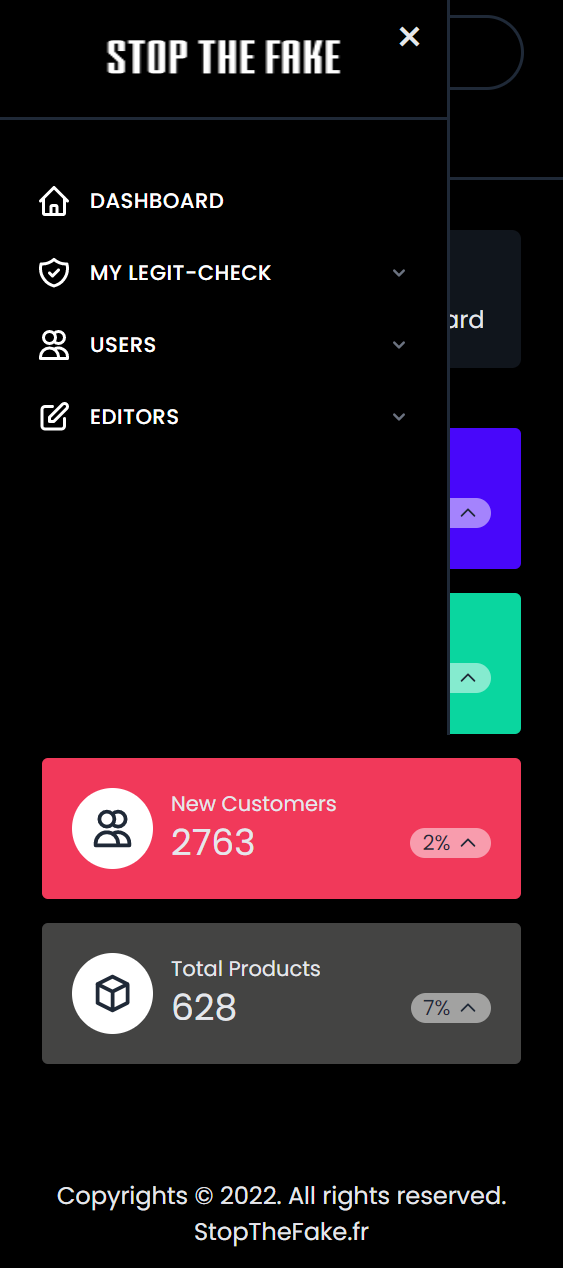 STOP THE FAKE
DASHBOARD
MY LEGIT-CHECK
USERS
EDITORS
ard
New Customers
2763
2%
Total Products
628
7%
Copyrights © 2022. All rights reserved.
StopTheFake.fr